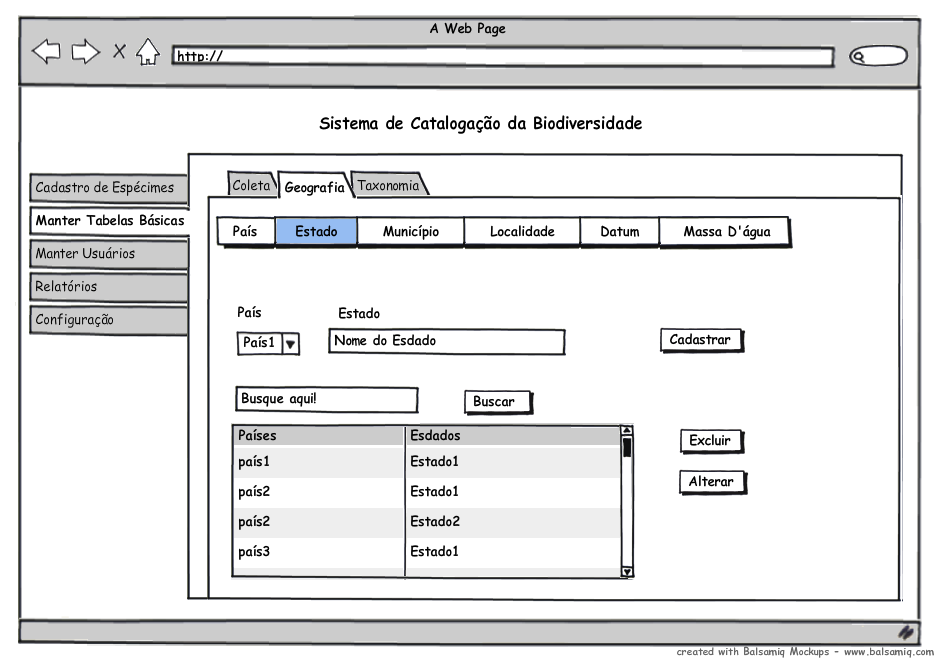 A Web Page
http://
Sistema de Catalogação da Biodiversidade
Cadastro de Espécimes
Manter Tabelas Básicas
Manter Usuários
Relatórios
Configuração
Coleta Geografia Taxonomia
País Estado Município Localidade Datum Massa D'água
País Estado
País1 Nome do Esdado Cadastrar
Busque aqui! Buscar
Países Esdados
país1 Estado1
país2 Estado1
país2 Estado2
país3 Estado1
Excluir
Alterar
created with Balsamiq Mockups - www.balsamiq.com